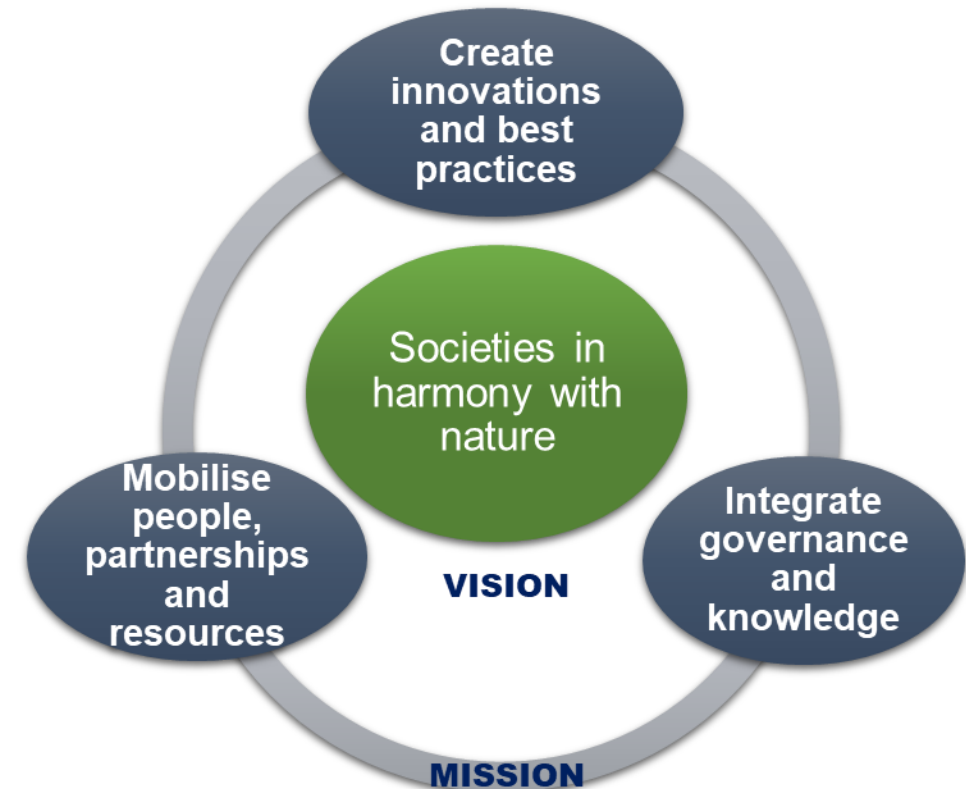 Create
innovations
and best
practices
Societies in
harmony with
nature
Mobilise
people,
partnerships
and
resources
Integrate
governance
and
knowledge
VISION
MISSION